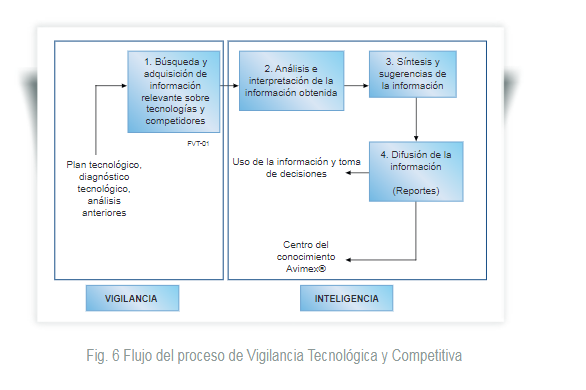 1. Búsqueda y
adquisición de
información
relevante sobre
tecnologías y
competidores
FVT-01
Plan tecnológico,
diagnóstico
tecnológico,
análisis
anteriores
2. Análisis e
interpretación de la
información obtenida
3. Síntesis y
sugerencias de
la información
4. Difusión de la
información
(Reportes)
Uso de la información y toma
de decisiones
Centro del
conocimiento
Avimex®
VIGILANCIA
INTELIGENCIA
Fig. 6 Flujo del proceso de Vigilancia Tecnológica y Competitiva